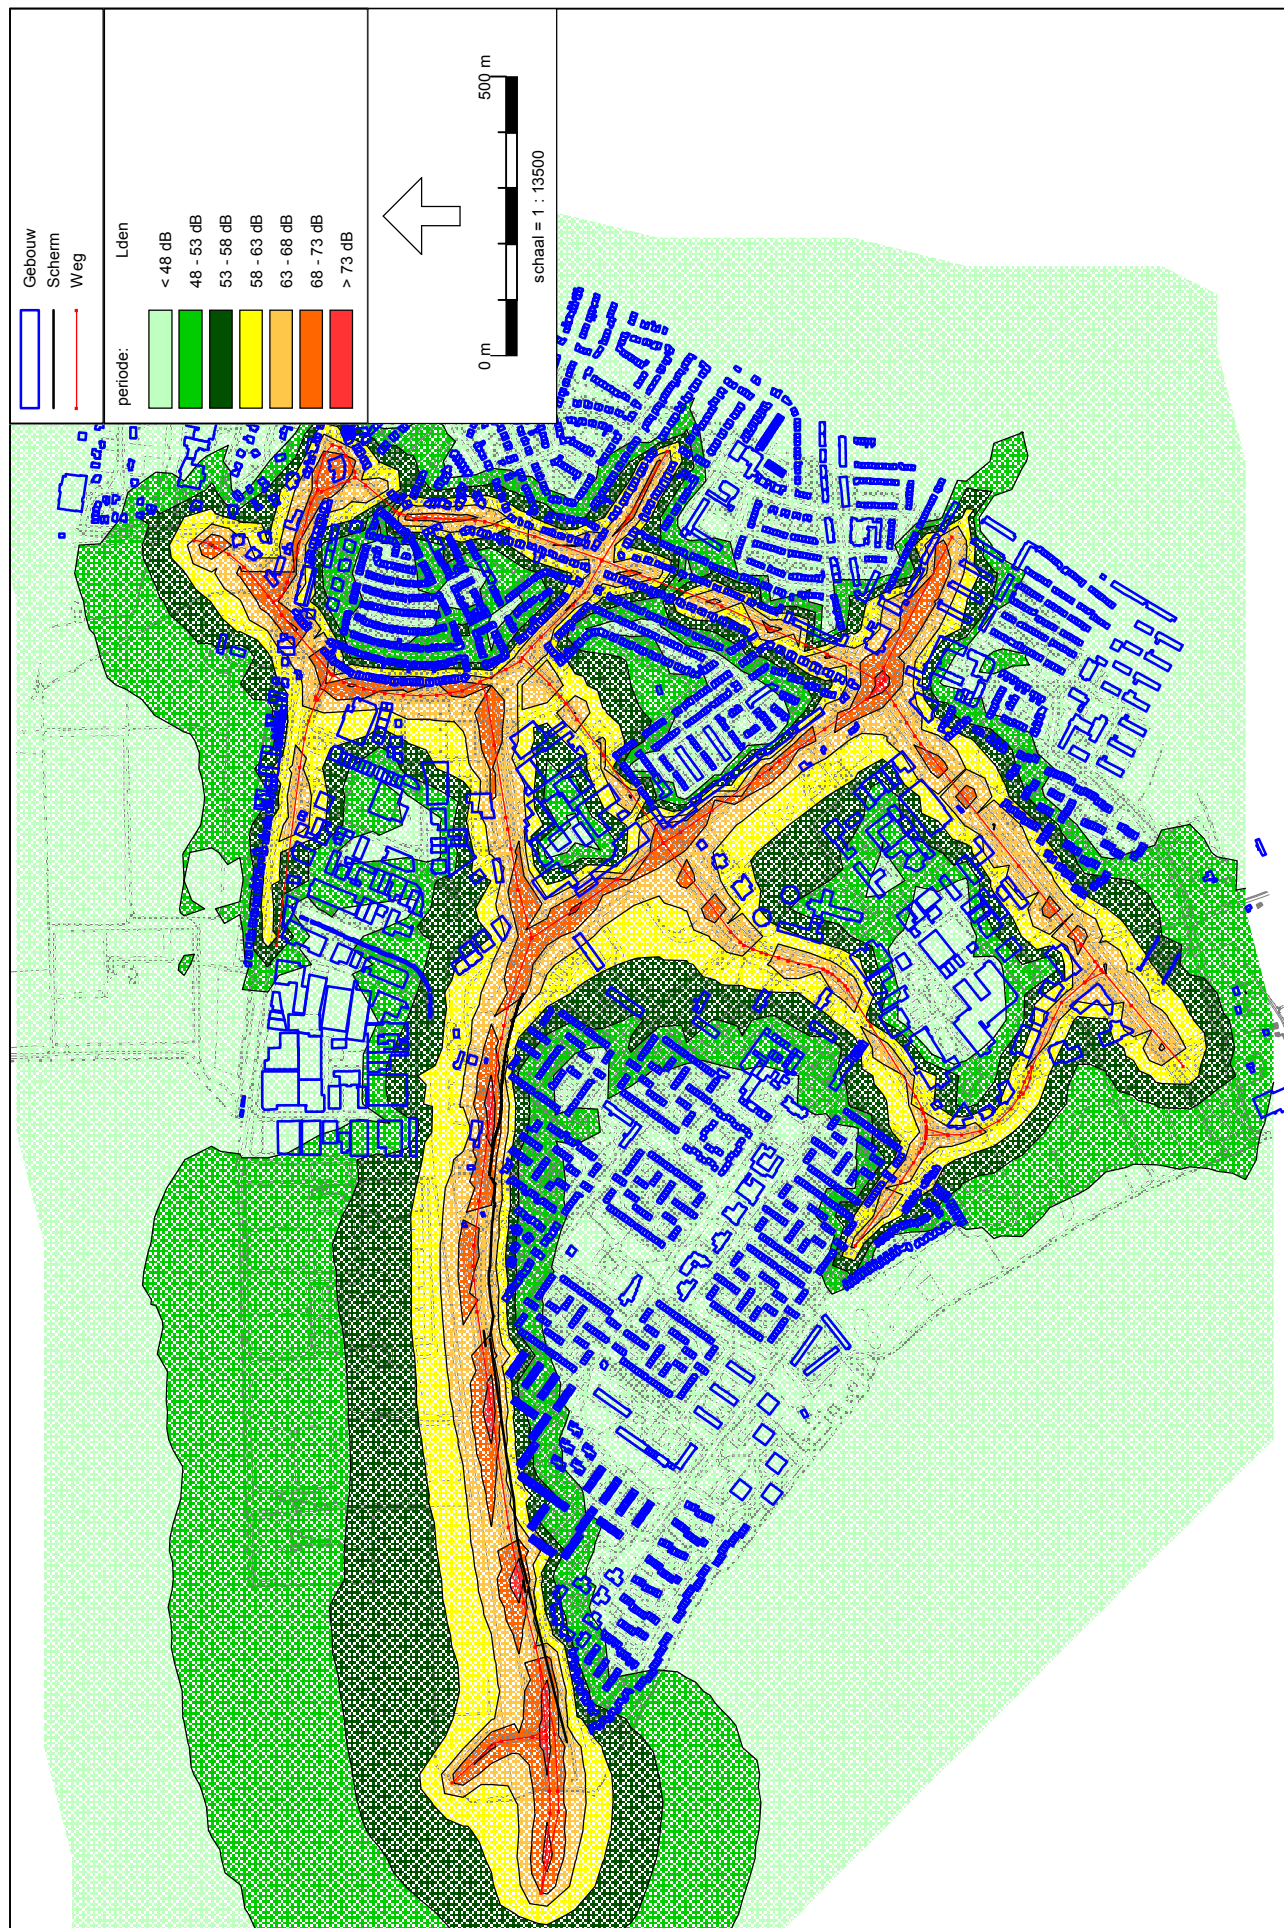 Gebouw
Scherm
Weg
periode: Lden
< 48 dB
48 - 53 dB
53 - 58 dB
58 - 63 dB
63 - 68 dB
68 - 73 dB
> 73 dB
0 m 500 m
schaal = 1 : 13500